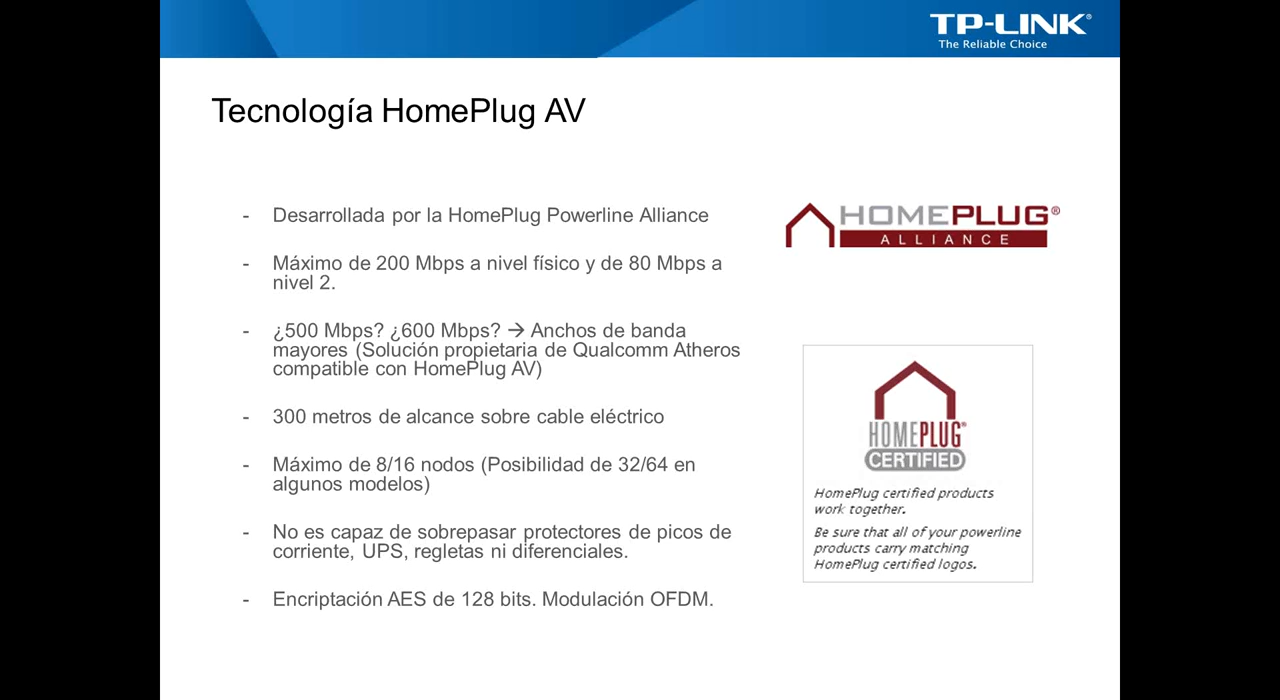 TP-LINK®
The Reliable Choice
Tecnología HomePlug AV
- Desarrollada por la HomePlug Powerline Alliance
- Máximo de 200 Mbps a nivel físico y de 80 Mbps a
nivel 2.
- ¿500 Mbps? ¿600 Mbps? → Anchos de banda
mayores (Solución propietaria de Qualcomm Atheros
compatible con HomePlug AV)
- 300 metros de alcance sobre cable eléctrico
- Máximo de 8/16 nodos (Posibilidad de 32/64 en
algunos modelos)
- No es capaz de sobrepasar protectores de picos de
corriente, UPS, regletas ni diferenciales.
- Encriptación AES de 128 bits. Modulación OFDM.
HOMEPLUG®
ALLIANCE
HOMEPLUG®
CERTIFIED
HomePlug certified products
work together.
Be sure that all of your powerline
products carry matching
HomePlug certified logos.